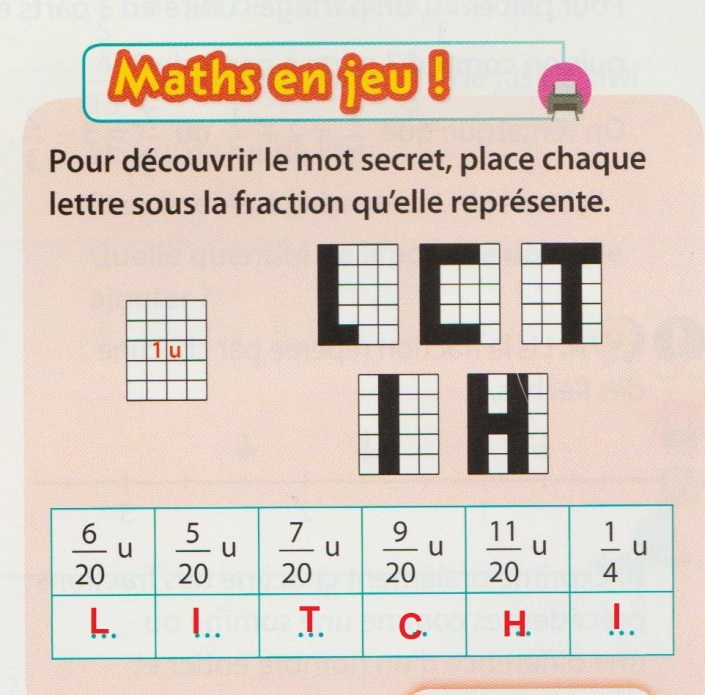 Maths en jeu !
Pour découvrir le mot secret, place chaque
lettre sous la fraction qu'elle représente.
L C T
1 u
I H
6/20 u 5/20 u 7/20 u 9/20 u 11/20 u 1/4 u
L... I... T... C... H... I...